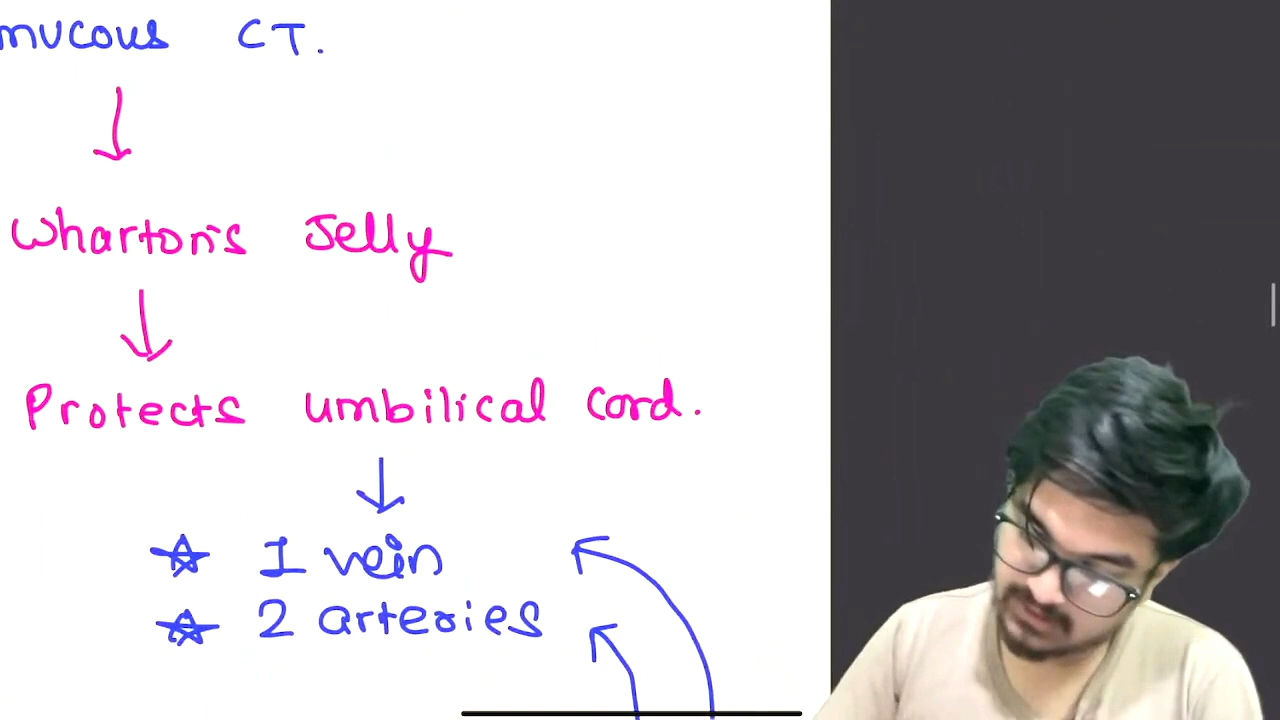 mucous CT.
Wharton's Jelly
Protects umbilical cord.
1 vein
2 arteries